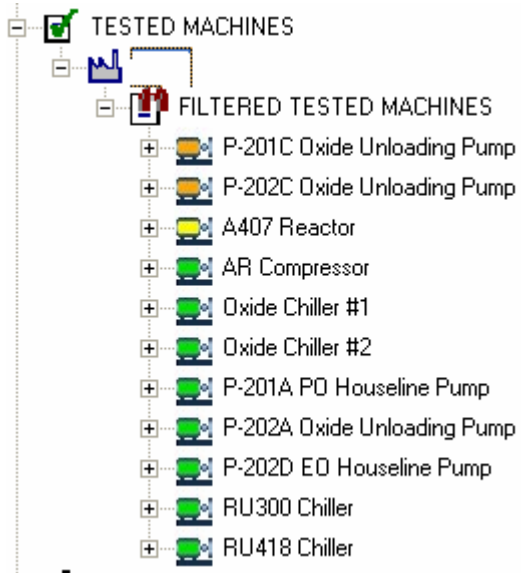 TESTED MACHINES
FILTERED TESTED MACHINES
P-201C Oxide Unloading Pump
P-202C Oxide Unloading Pump
A407 Reactor
AR Compressor
Oxide Chiller #1
Oxide Chiller #2
P-201A PO Houseline Pump
P-202A Oxide Unloading Pump
P-202D EO Houseline Pump
RU300 Chiller
RU418 Chiller